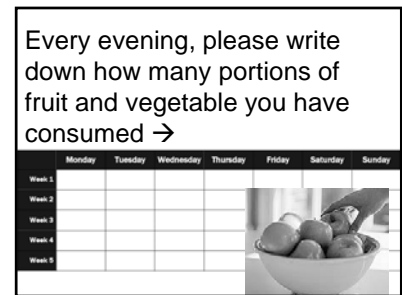 Every evening, please write
down how many portions of
fruit and vegetable you have
consumed →
Monday Tuesday Wednesday Thursday Friday Saturday Sunday
Week 1
Week 2
Week 3
Week 4
Week 5